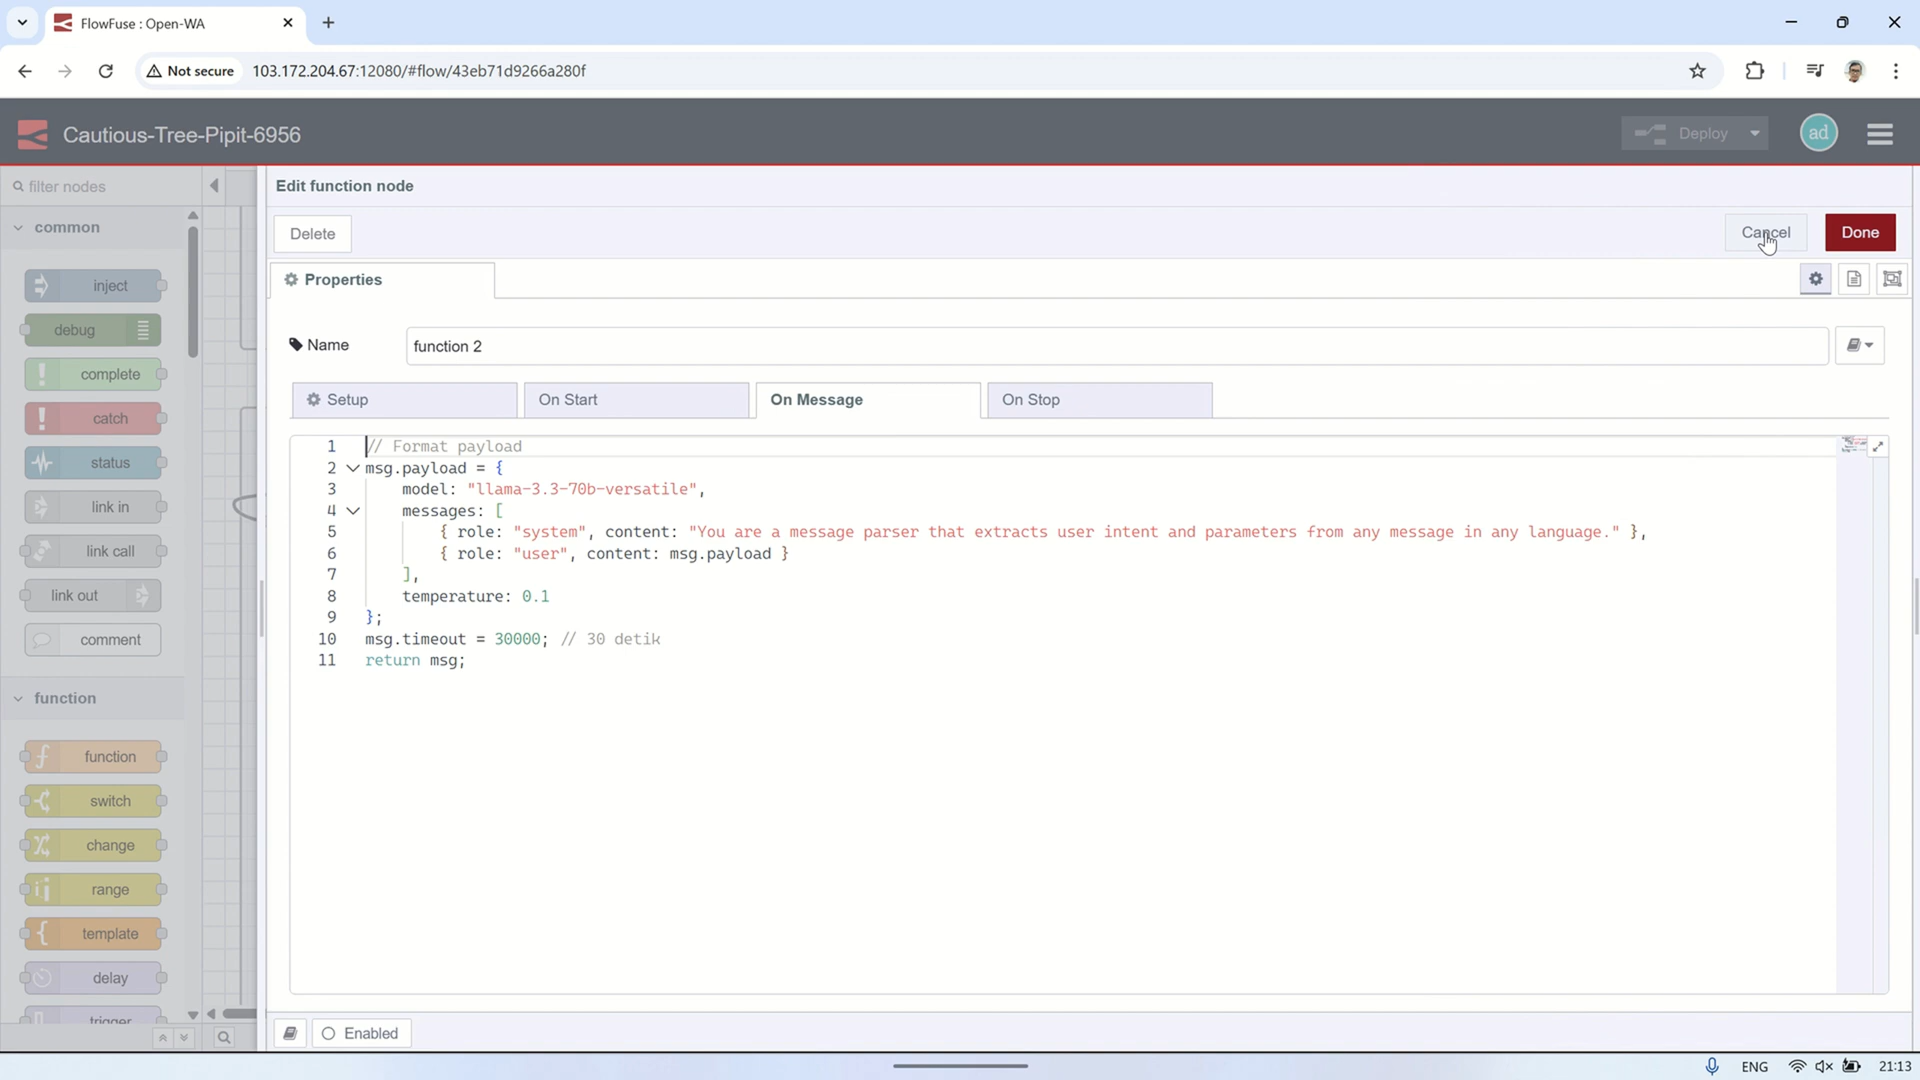 FlowFuse : Open-WA
Not secure
103.172.204.67:12080/#flow/43eb71d9266a280f
Cautious-Tree-Pipit-6956
Deploy
ad
filter nodes
Edit function node
common
Delete
Cancel
Done
Properties
inject
debug
Name
function 2
complete
Setup
On Start
On Message
On Stop
catch
status
link in
link call
link out
comment
1 // Format payload
2 msg.payload = {
3 model: "llama-3.3-70b-versatile",
4 messages: [
5 { role: "system", content: "You are a message parser that extracts user intent and parameters from any message in any language." },
6 { role: "user", content: msg.payload }
7 ],
8 temperature: 0.1
9 };
10 msg.timeout = 30000; // 30 detik
11 return msg;
function
function
switch
change
range
template
delay
trigger
Enabled
ENG
21:13